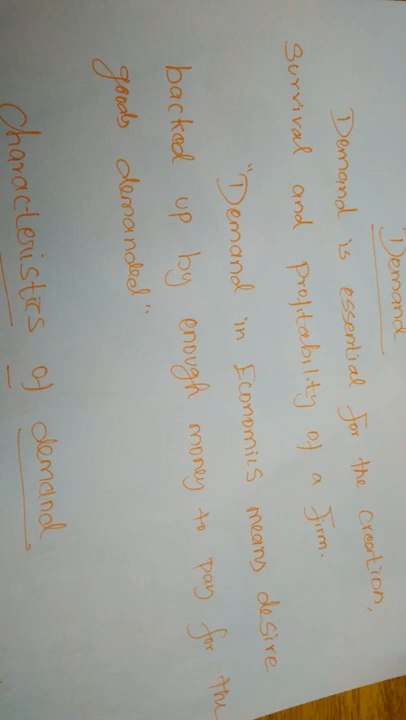 "Demand
Demand is essential for the creation,
survival and profitability of a firm.
"Demand in Economics means desire
backed up by enough money to pay for the
goods demanded".
Characteristics of demand